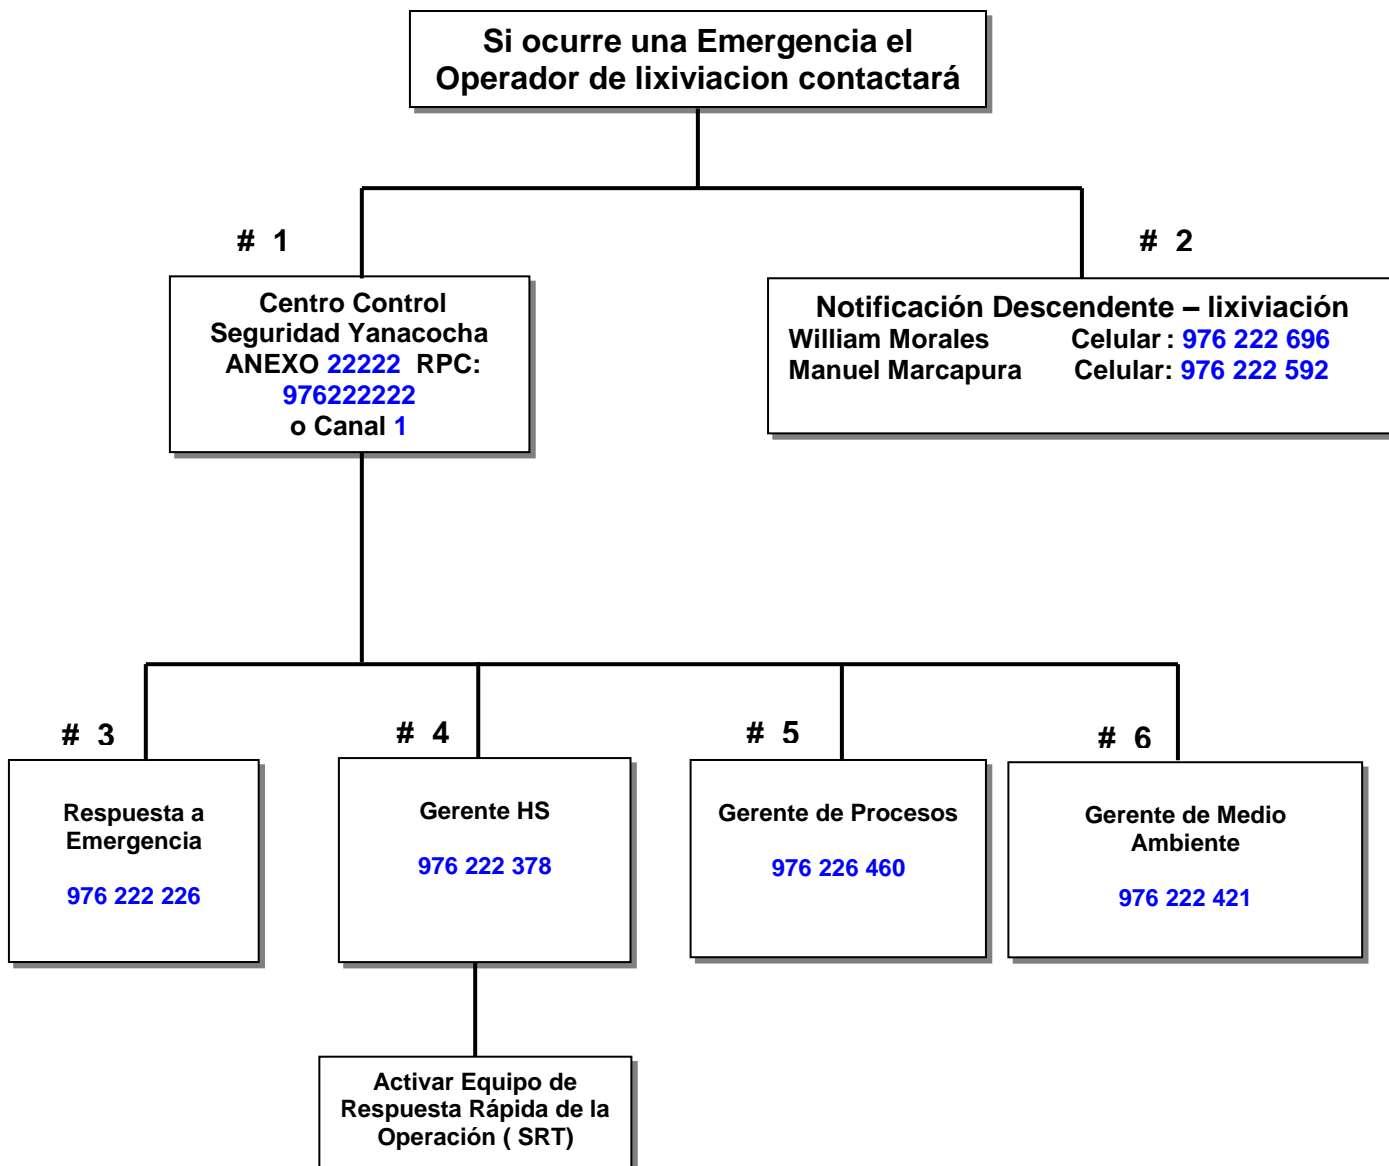 Si ocurre una Emergencia el
Operador de lixiviacion contactará
# 1
# 2
Centro Control
Seguridad Yanacocha
ANEXO 22222 RPC:
976222222
o Canal 1
Notificación Descendente – lixiviación
William Morales Celular : 976 222 696
Manuel Marcapura Celular: 976 222 592
# 3
# 4
# 5
# 6
Respuesta a
Emergencia
976 222 226
Gerente HS
976 222 378
Gerente de Procesos
976 226 460
Gerente de Medio
Ambiente
976 222 421
Activar Equipo de
Respuesta Rápida de la
Operación ( SRT)